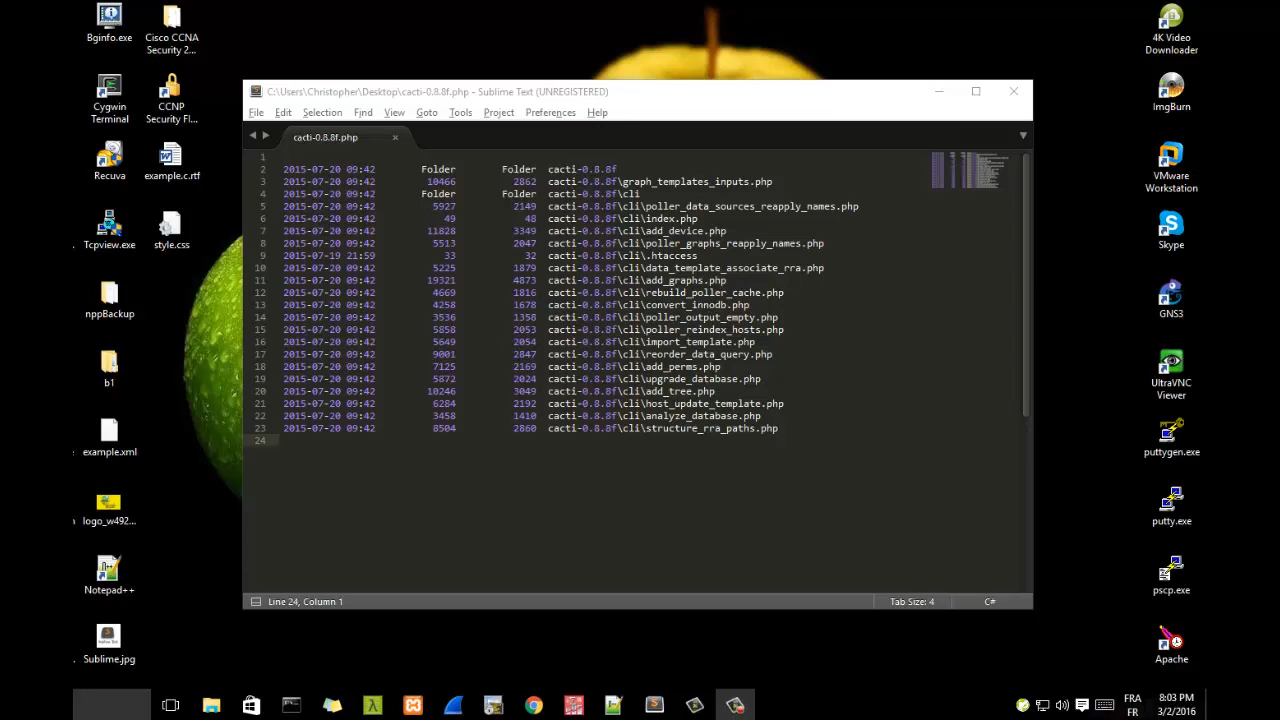 Bginfo.exe
Cisco CCNA
Security 2...
Cygwin
Terminal
CCNP
Security Fl...
Recuva
example.c.rtf
Tcpview.exe
style.css
nppBackup
b1
example.xml
logo_w492...
Notepad++
Sublime.jpg
C:\Users\Christopher\Desktop\cacti-0.8.8f.php - Sublime Text (UNREGISTERED)
File Edit Selection Find View Goto Tools Project Preferences Help
cacti-0.8.8f.php
1
2 2015-07-20 09:42 Folder Folder cacti-0.8.8f
3 2015-07-20 09:42 10466 2862 cacti-0.8.8f\graph_templates_inputs.php
4 2015-07-20 09:42 Folder Folder cacti-0.8.8f\cli
5 2015-07-20 09:42 5927 2149 cacti-0.8.8f\cli\poller_data_sources_reapply_names.php
6 2015-07-20 09:42 49 48 cacti-0.8.8f\cli\index.php
7 2015-07-20 09:42 11828 3349 cacti-0.8.8f\cli\add_device.php
8 2015-07-20 09:42 5513 2047 cacti-0.8.8f\cli\poller_graphs_reapply_names.php
9 2015-07-19 21:59 33 32 cacti-0.8.8f\cli\.htaccess
10 2015-07-20 09:42 5225 1879 cacti-0.8.8f\cli\data_template_associate_rra.php
11 2015-07-20 09:42 19321 4873 cacti-0.8.8f\cli\add_graphs.php
12 2015-07-20 09:42 4669 1816 cacti-0.8.8f\cli\rebuild_poller_cache.php
13 2015-07-20 09:42 4258 1678 cacti-0.8.8f\cli\convert_innodb.php
14 2015-07-20 09:42 3536 1358 cacti-0.8.8f\cli\poller_output_empty.php
15 2015-07-20 09:42 5858 2053 cacti-0.8.8f\cli\poller_reindex_hosts.php
16 2015-07-20 09:42 5649 2054 cacti-0.8.8f\cli\import_template.php
17 2015-07-20 09:42 9001 2847 cacti-0.8.8f\cli\reorder_data_query.php
18 2015-07-20 09:42 7125 2169 cacti-0.8.8f\cli\add_perms.php
19 2015-07-20 09:42 5872 2024 cacti-0.8.8f\cli\upgrade_database.php
20 2015-07-20 09:42 10246 3049 cacti-0.8.8f\cli\add_tree.php
21 2015-07-20 09:42 6284 2192 cacti-0.8.8f\cli\host_update_template.php
22 2015-07-20 09:42 3458 1410 cacti-0.8.8f\cli\analyze_database.php
23 2015-07-20 09:42 8504 2860 cacti-0.8.8f\cli\structure_rra_paths.php
24
Line 24, Column 1 Tab Size: 4 C#
4K Video
Downloader
ImgBurn
VMware
Workstation
Skype
GNS3
UltraVNC
Viewer
puttygen.exe
putty.exe
pscp.exe
Apache
FRA
FR
8:03 PM
3/2/2016